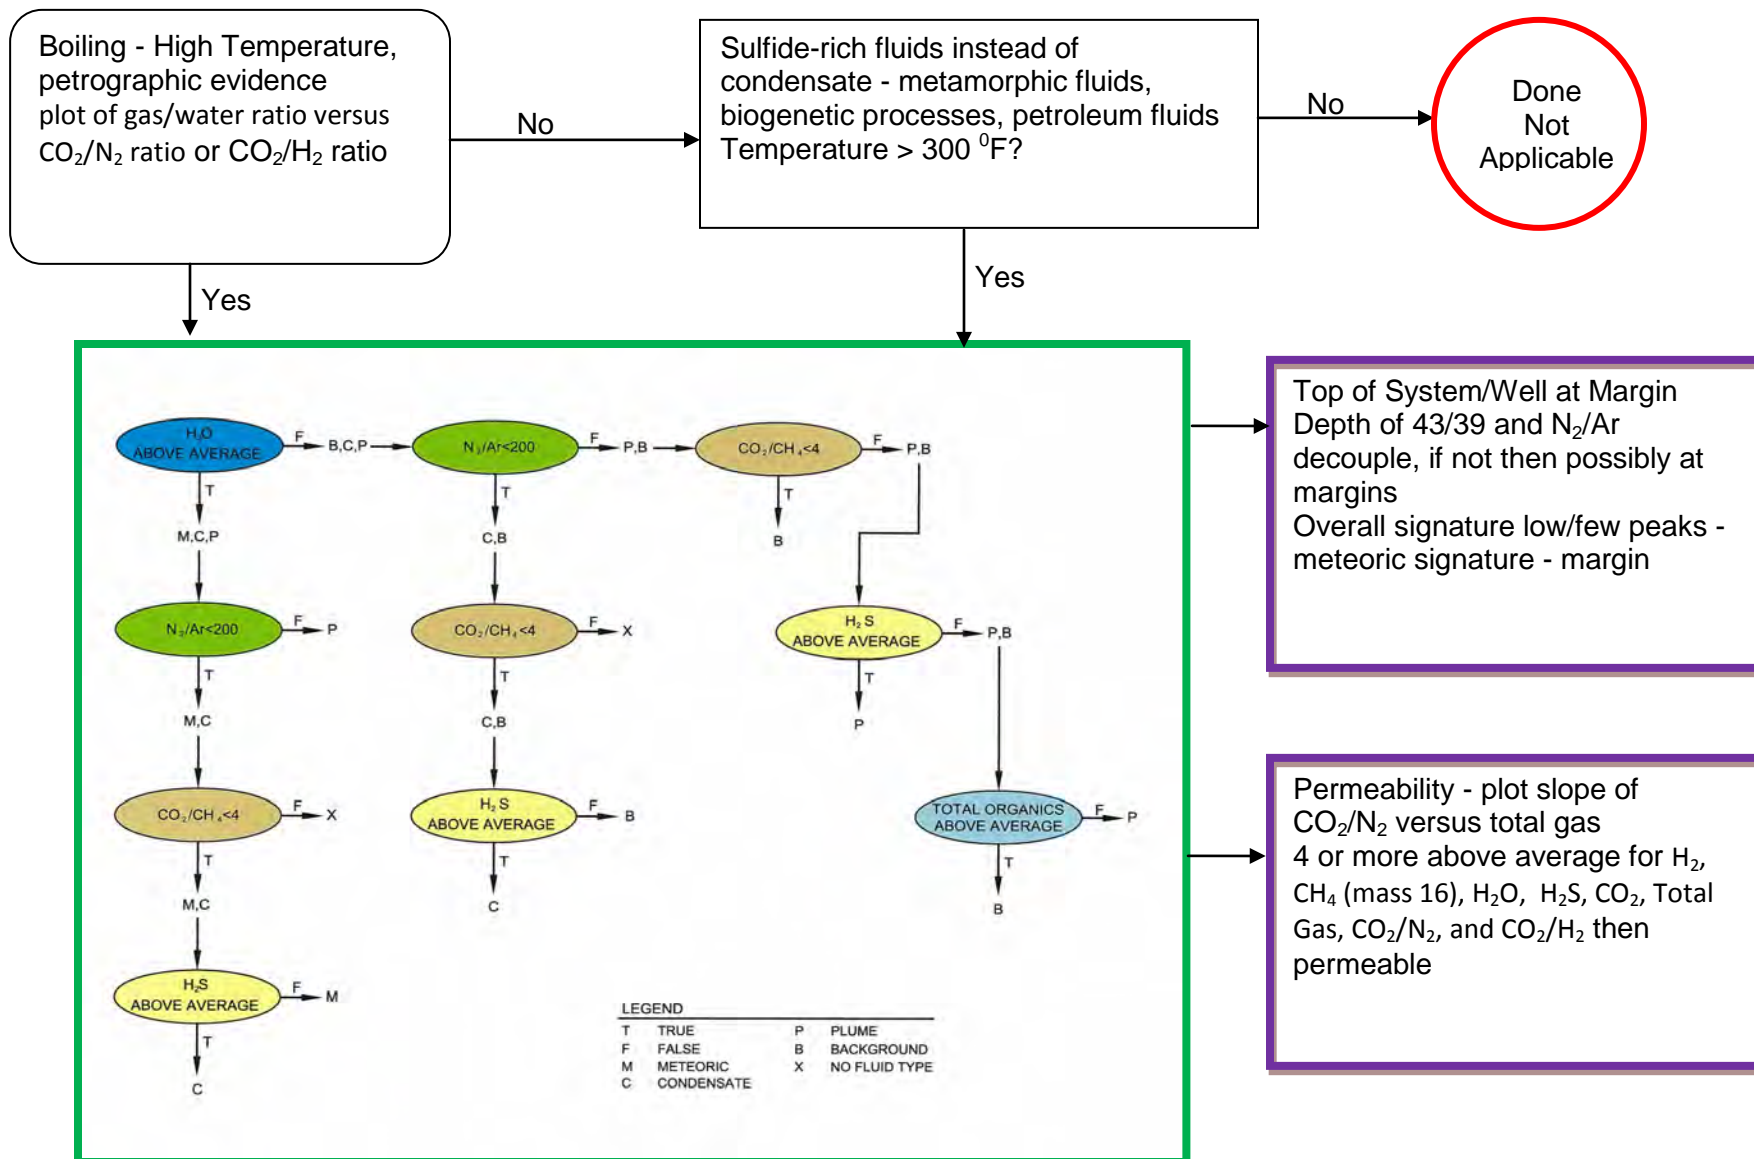 Boiling - High Temperature,
petrographic evidence
plot of gas/water ratio versus
CO₂/N₂ ratio or CO₂/H₂ ratio
No
Sulfide-rich fluids instead of
condensate - metamorphic fluids,
biogenetic processes, petroleum fluids
Temperature > 300 ⁰F?
No
Done
Not
Applicable
Yes
Yes
H₂O
ABOVE AVERAGE
F
B,C,P
N₂/Ar<200
F
P,B
CO₂/CH₄<4
F
P,B
T
M,C,P
T
C,B
T
B
N₂/Ar<200
F
P
CO₂/CH₄<4
F
X
H₂S
ABOVE AVERAGE
F
P,B
T
M,C
T
C,B
T
P
CO₂/CH₄<4
F
X
H₂S
ABOVE AVERAGE
F
B
TOTAL ORGANICS
ABOVE AVERAGE
F
P
T
M,C
T
C
T
B
H₂S
ABOVE AVERAGE
F
M
T
C
LEGEND
T TRUE P PLUME
F FALSE B BACKGROUND
M METEORIC X NO FLUID TYPE
C CONDENSATE
Top of System/Well at Margin
Depth of 43/39 and N₂/Ar
decouple, if not then possibly at
margins
Overall signature low/few peaks -
meteoric signature - margin
Permeability - plot slope of
CO₂/N₂ versus total gas
4 or more above average for H₂,
CH₄ (mass 16), H₂O, H₂S, CO₂, Total
Gas, CO₂/N₂, and CO₂/H₂ then
permeable